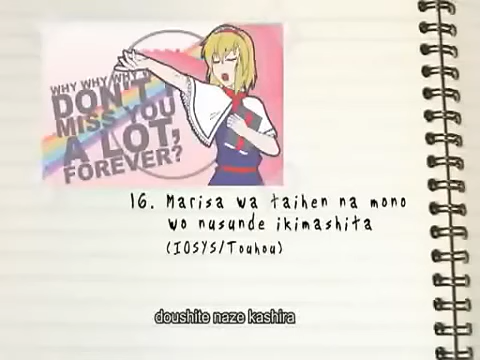 WHY WHY WHY
DON'T
MISS YOU
A LOT,
FOREVER?
16. Marisa wa taihen na mono
wo nusunde ikimashita
(IOSYS/Touhou)
doushite naze kashira